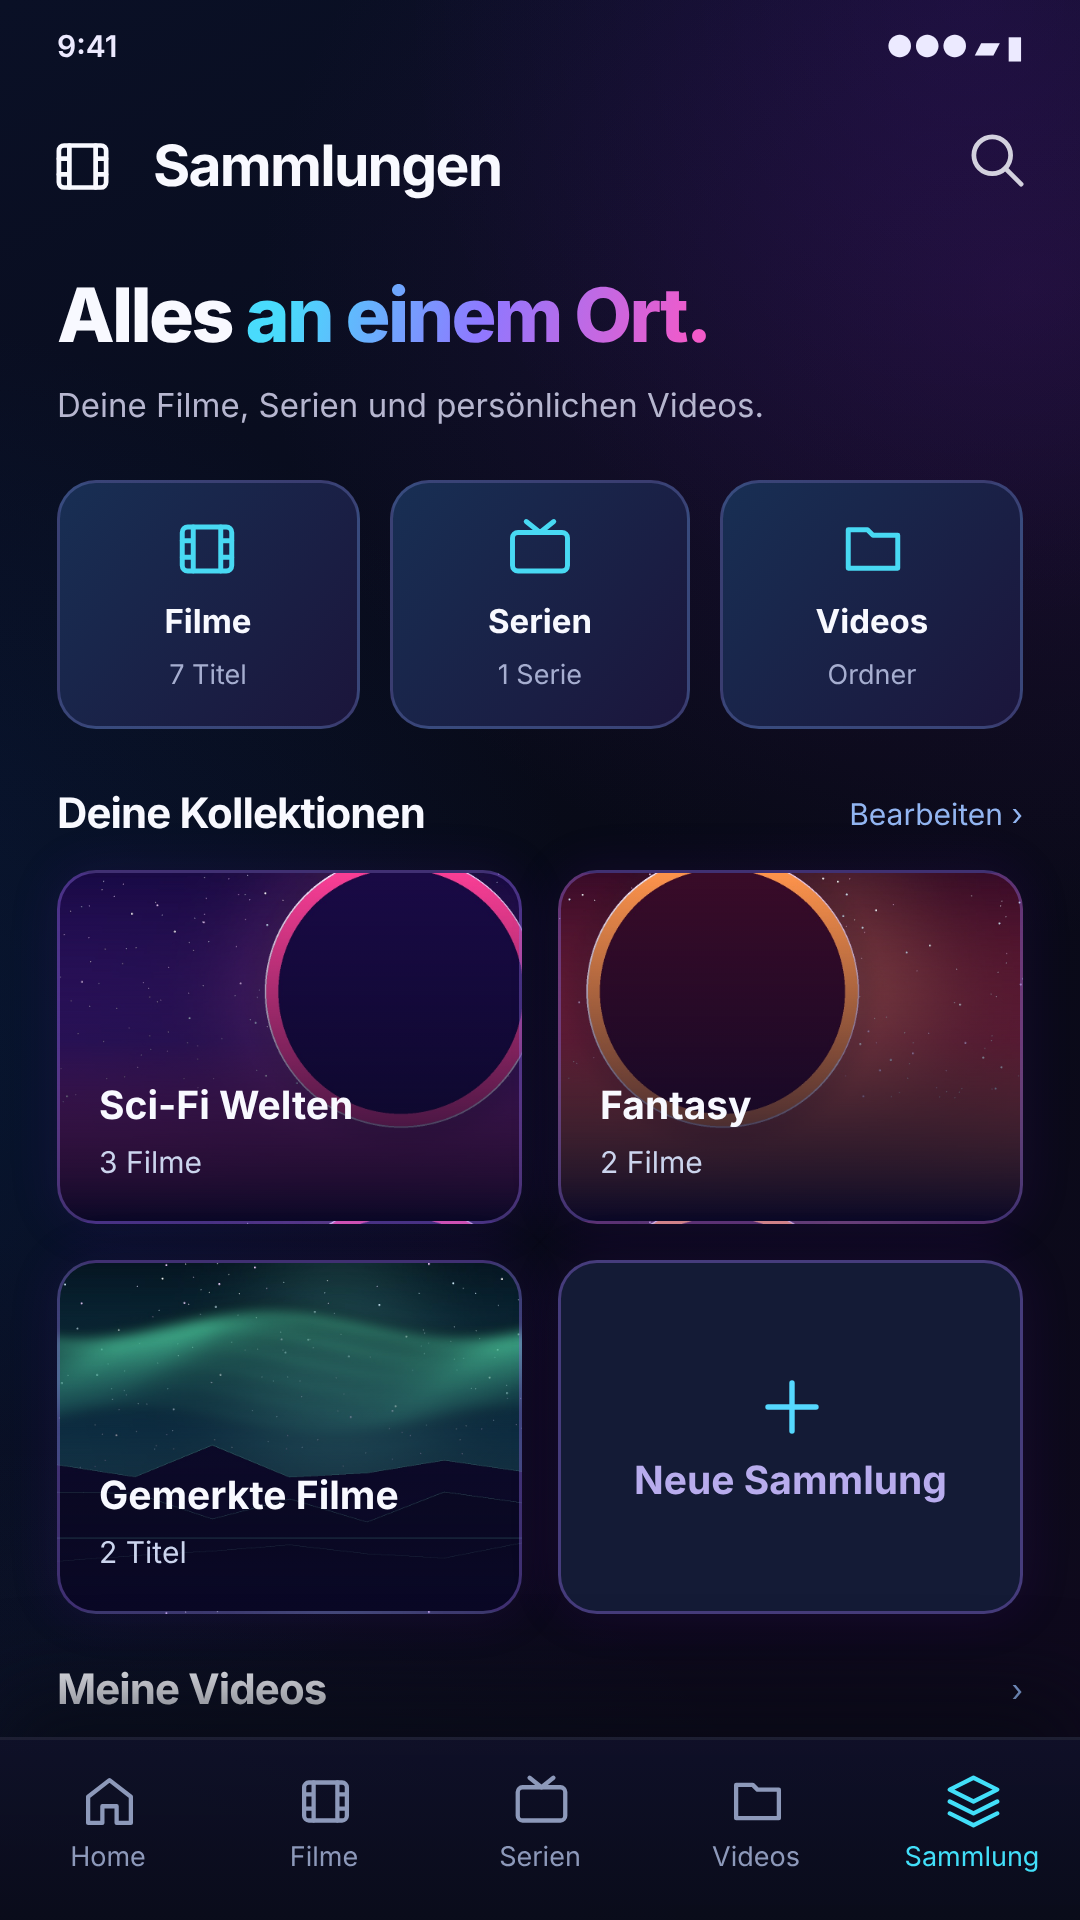 9:41
Sammlungen
Alles an einem Ort.
Deine Filme, Serien und persönlichen Videos.
Filme
7 Titel
Serien
1 Serie
Videos
Ordner
Deine Kollektionen
Bearbeiten ›
Sci-Fi Welten
3 Filme
Fantasy
2 Filme
Gemerkte Filme
2 Titel
Neue Sammlung
Meine Videos ›
Home
Filme
Serien
Videos
Sammlung